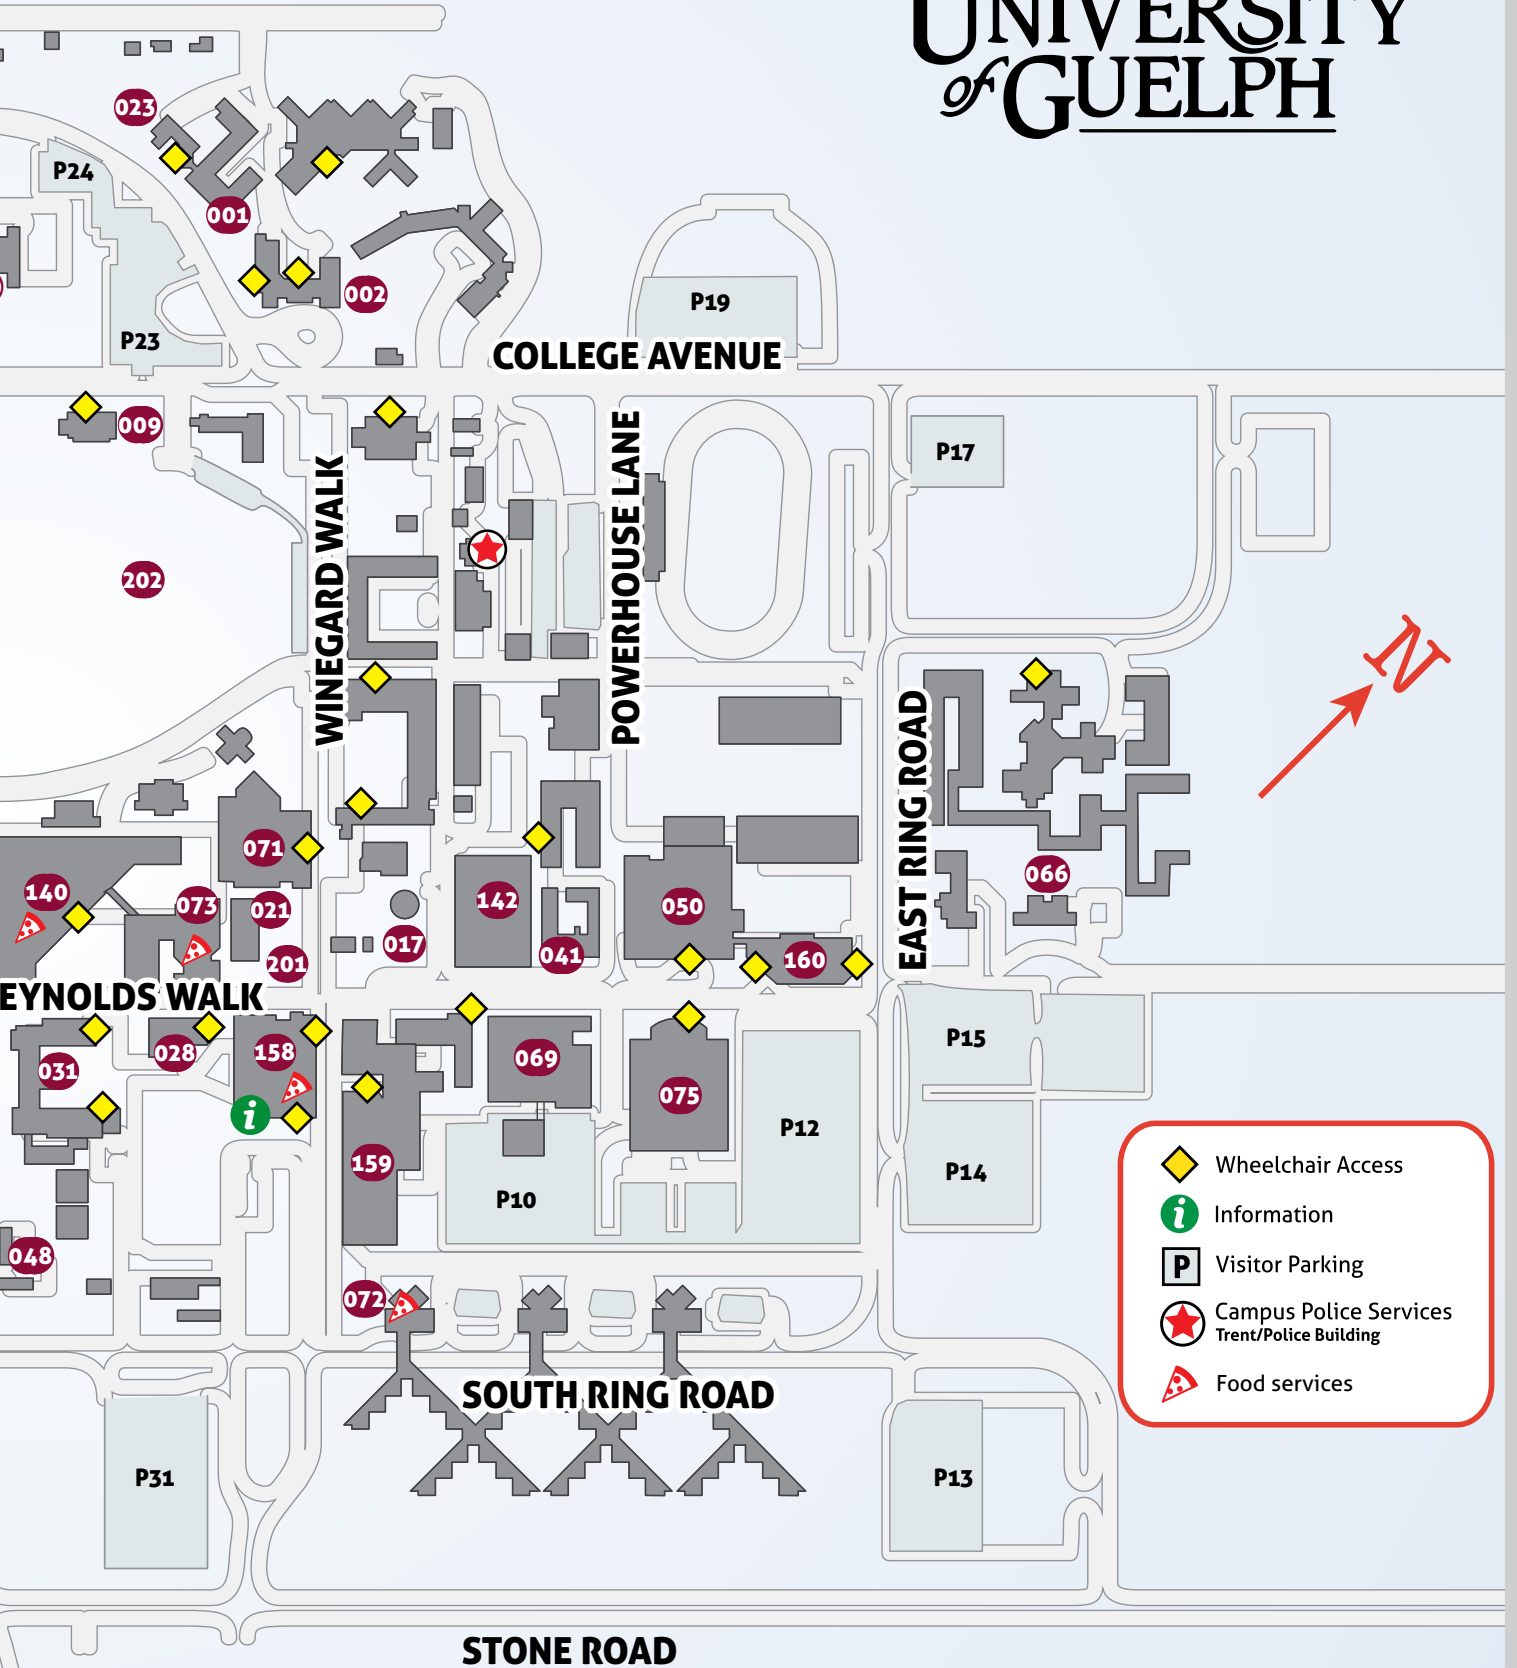 UNIVERSITY
of GUELPH
023
P24
001
002
P19
P23
COLLEGE AVENUE
009
P17
WINEGARD WALK
POWERHOUSE LANE
202
N
EAST RING ROAD
071
066
140
073
021
142
050
017
041
201
160
EYNOLDS WALK
P15
028
158
069
031
i
075
P12
159
P14
P10
048
072
Wheelchair Access
i Information
P Visitor Parking
Campus Police Services
Trent/Police Building
Food services
SOUTH RING ROAD
P31
P13
STONE ROAD